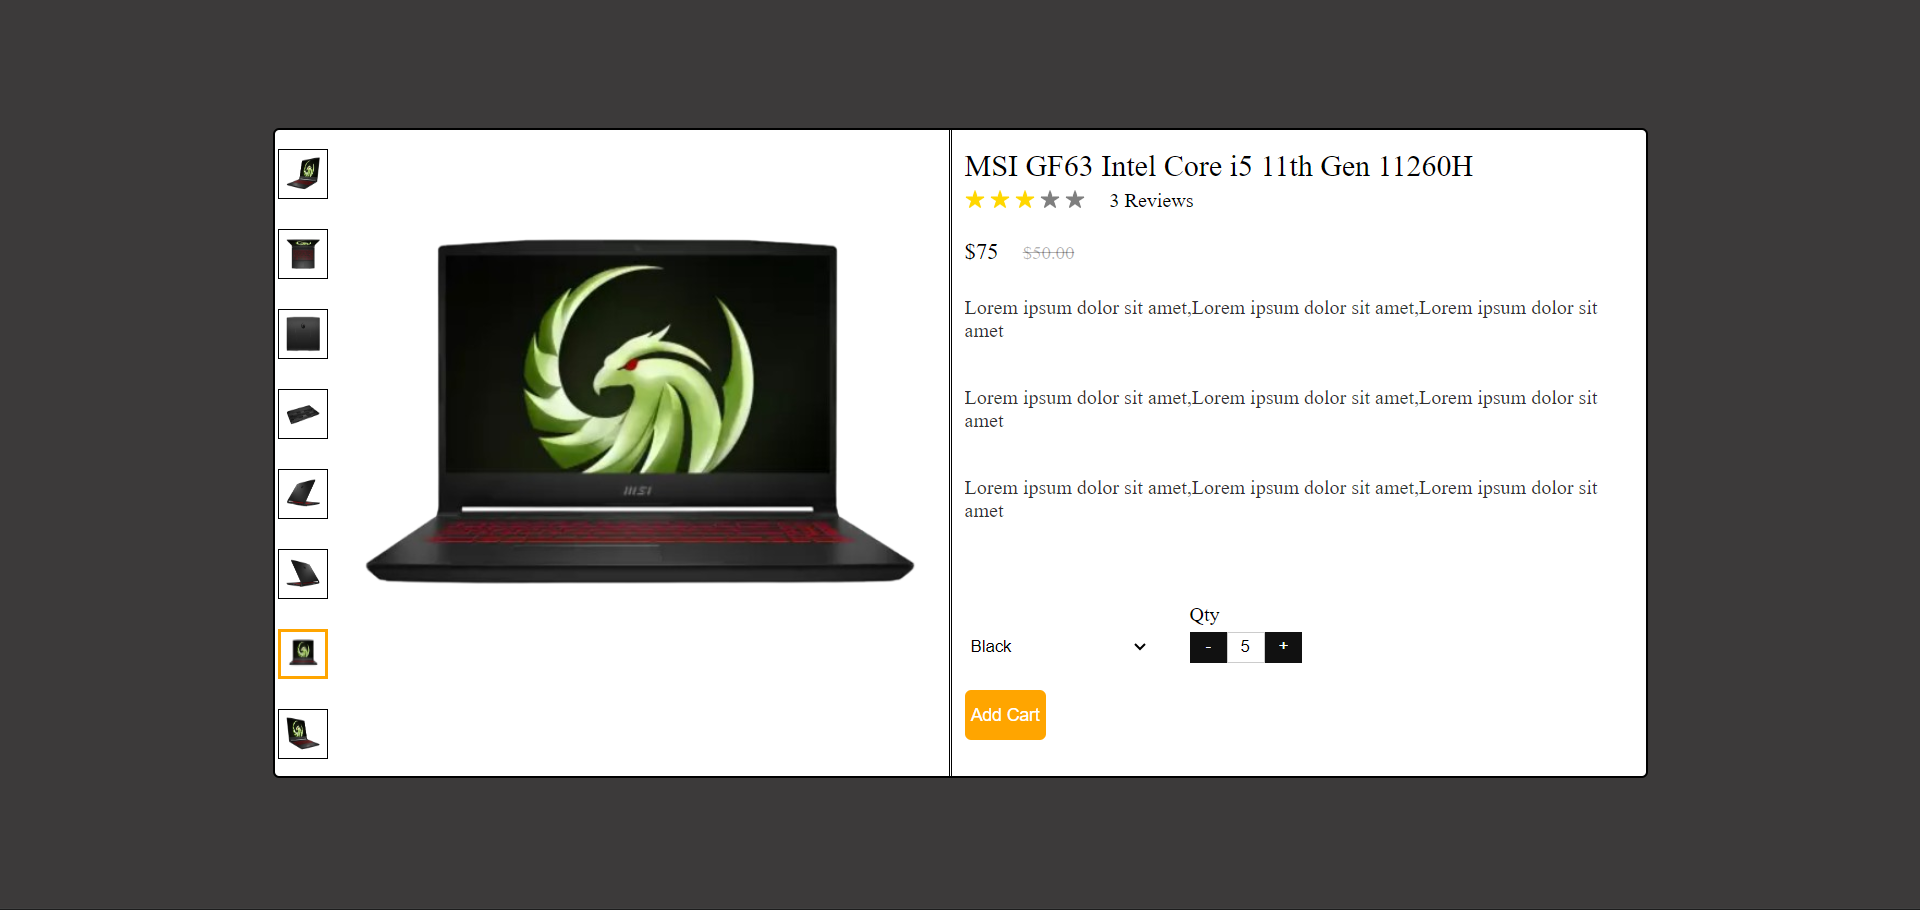 MSI GF63 Intel Core i5 11th Gen 11260H
3 Reviews
$75 $50.00
Lorem ipsum dolor sit amet,Lorem ipsum dolor sit amet,Lorem ipsum dolor sit
amet
Lorem ipsum dolor sit amet,Lorem ipsum dolor sit amet,Lorem ipsum dolor sit
amet
Lorem ipsum dolor sit amet,Lorem ipsum dolor sit amet,Lorem ipsum dolor sit
amet
Qty
Black - 5 +
Add Cart
msi